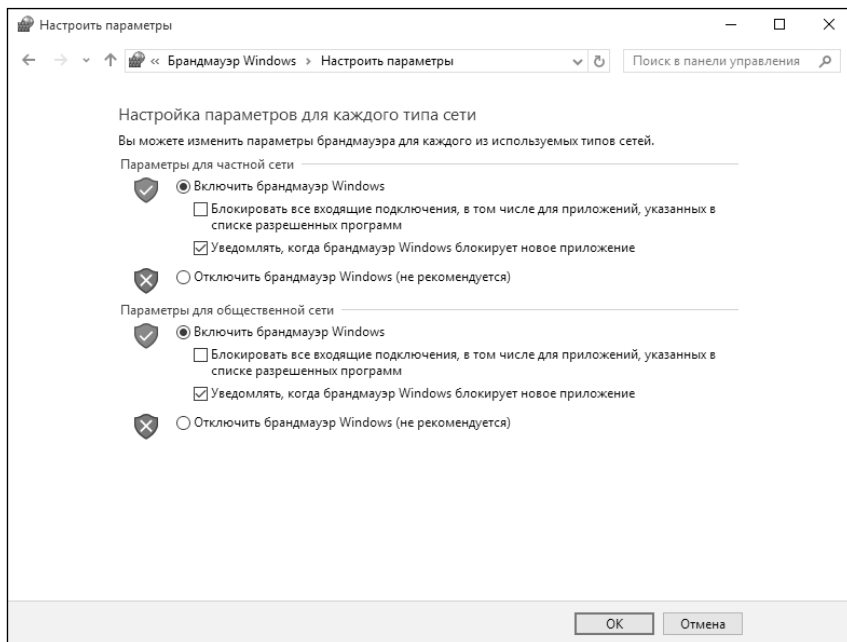 Настроить параметры
« Брандмауэр Windows › Настроить параметры
Поиск в панели управления
Настройка параметров для каждого типа сети
Вы можете изменить параметры брандмауэра для каждого из используемых типов сетей.
Параметры для частной сети
Включить брандмауэр Windows
Блокировать все входящие подключения, в том числе для приложений, указанных в
списке разрешенных программ
Уведомлять, когда брандмауэр Windows блокирует новое приложение
Отключить брандмауэр Windows (не рекомендуется)
Параметры для общественной сети
Включить брандмауэр Windows
Блокировать все входящие подключения, в том числе для приложений, указанных в
списке разрешенных программ
Уведомлять, когда брандмауэр Windows блокирует новое приложение
Отключить брандмауэр Windows (не рекомендуется)
OK
Отмена